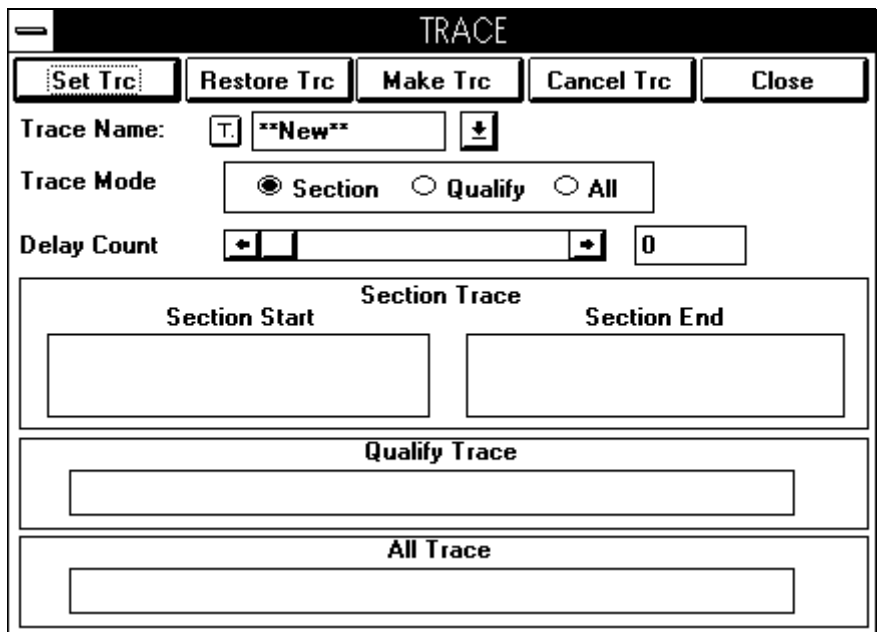 TRACE
Set Trc Restore Trc Make Trc Cancel Trc Close
Trace Name: T. **New**
Trace Mode Section Qualify All
Delay Count 0
Section Trace
Section Start Section End
Qualify Trace
All Trace